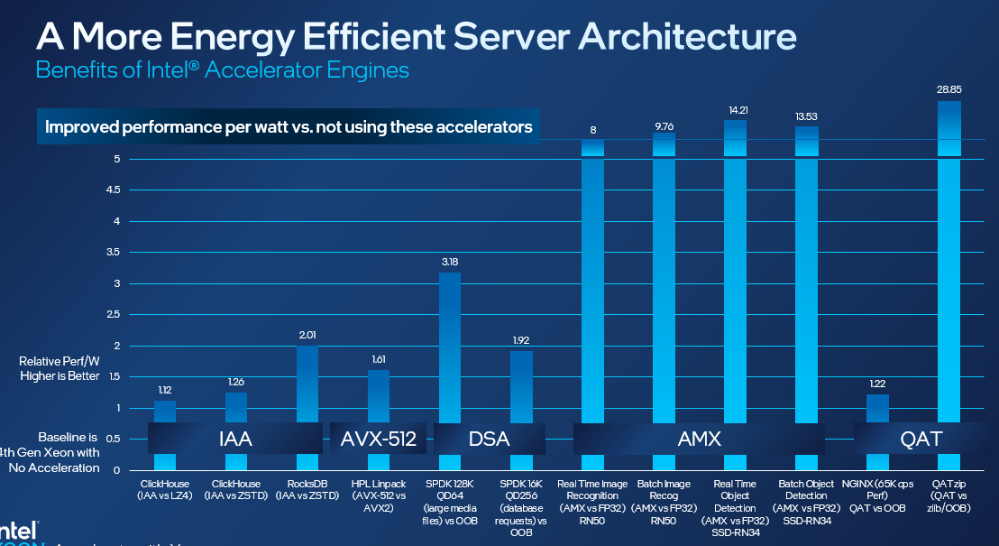 A More Energy Efficient Server Architecture
Benefits of Intel® Accelerator Engines
Improved performance per watt vs. not using these accelerators
28.85
14.21
13.53
9.76
8
5
4.5
4
3.5
3.18
3
2.5
2.01
2
1.92
Relative Perf/W
Higher is Better
1.61
1.5
1.26
1.22
1.12
1
Baseline is
4th Gen Xeon with
No Acceleration
0.5
0
IAA
AVX-512
DSA
AMX
QAT
ClickHouse
(IAA vs LZ4)
ClickHouse
(IAA vs ZSTD)
RocksDB
(IAA vs ZSTD)
HPL Linpack
(AVX-512 vs
AVX2)
SPDK 128K
QD64
(large media
files) vs OOB
SPDK 16K
QD256
(database
requests) vs
OOB
Real Time Image
Recognition
(AMX vs FP32)
RN50
Batch Image
Recog
(AMX vs FP32)
RN50
Real Time
Object
Detection
(AMX vs FP32)
SSD-RN34
Batch Object
Detection
(AMX vs FP32)
SSD-RN34
NGINX (65K cps
Perf)
QAT vs OOB
QATzip
(QAT vs
zlib/OOB)